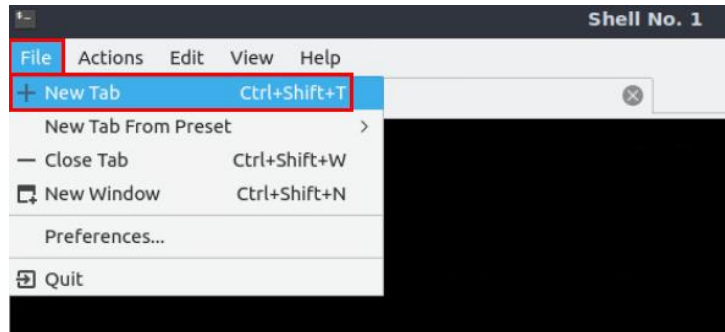 Shell No. 1
File Actions Edit View Help
New Tab Ctrl+Shift+T
New Tab From Preset
Close Tab Ctrl+Shift+W
New Window Ctrl+Shift+N
Preferences...
Quit